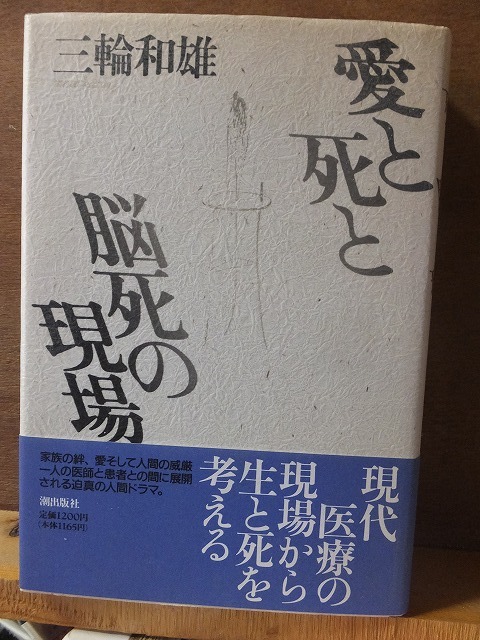 三輪和雄
愛と
死と
脳死の
現場
現代
医療の
現場から
生と死を
考える
家族の絆、愛そして人間の威厳
一人の医師と患者との間に展開
される迫真の人間ドラマ。
潮出版社
定価1200円
(本体1165円)